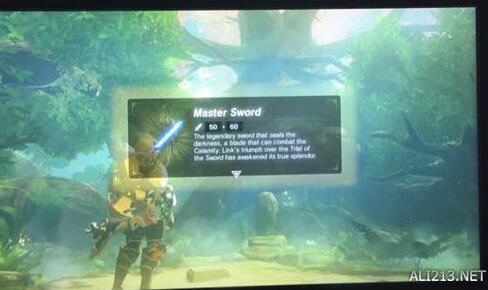 Master Sword
50 › 60
The legendary sword that seals the
darkness, a blade that can combat the
Calamity. Link's triumph over the Trial of
the Sword has awakened its true splendor.
ALI213.NET